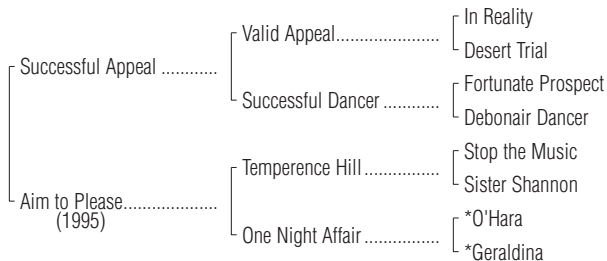 In Reality
Valid Appeal......................
Desert Trial
Successful Appeal ............
Fortunate Prospect
Successful Dancer ............
Debonair Dancer
Stop the Music
Temperence Hill................
Sister Shannon
Aim to Please....................
(1995)
*O'Hara
One Night Affair ................
*Geraldina